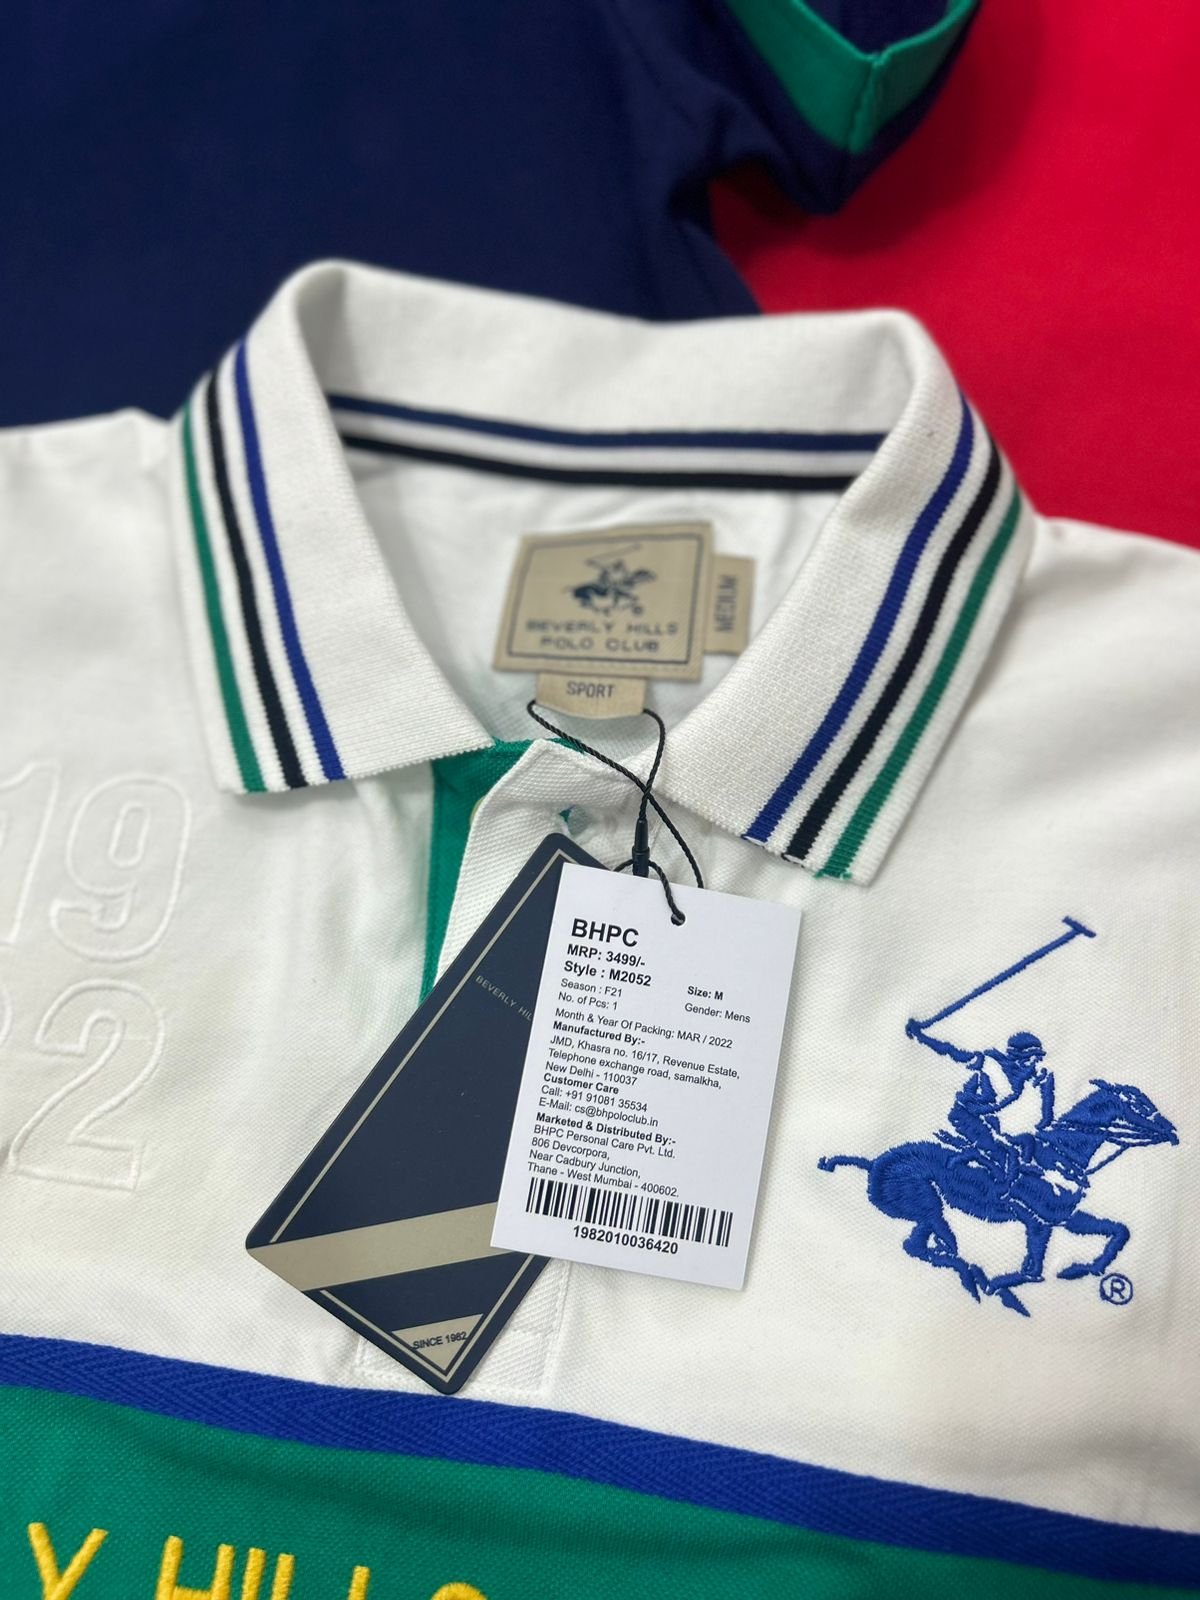 BEVERLY HILLS
POLO CLUB
MEDIUM
SPORT
19
2
BEVERLY HIL
SINCE 1982
BHPC
MRP: 3499/-
Style : M2052
Season : F21 Size: M
No. of Pcs: 1 Gender: Mens
Month & Year Of Packing: MAR / 2022
Manufactured By:-
JMD, Khasra no. 16/17, Revenue Estate,
Telephone exchange road, samalkha,
New Delhi - 110037
Customer Care
Call: +91 91081 35534
E-Mail: cs@bhpoloclub.in
Marketed & Distributed By:-
BHPC Personal Care Pvt. Ltd.
806 Devcorpora,
Near Cadbury Junction,
Thane - West Mumbai - 400602.
1982010036420
®
Y HILLS